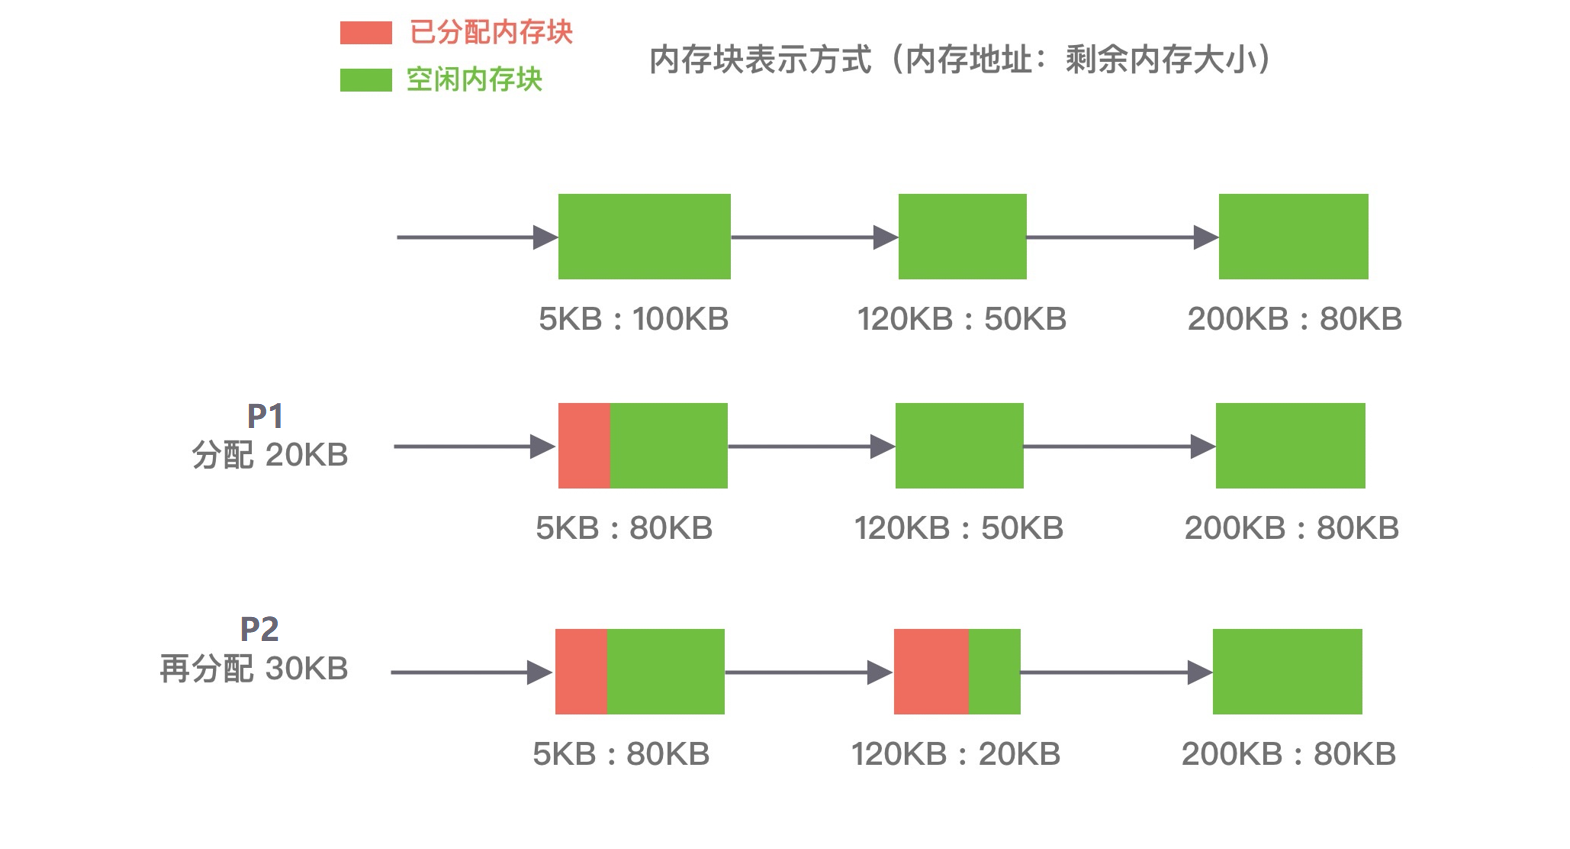 已分配内存块
空闲内存块
内存块表示方式（内存地址：剩余内存大小）
5KB : 100KB
120KB : 50KB
200KB : 80KB
P1
分配 20KB
5KB : 80KB
120KB : 50KB
200KB : 80KB
P2
再分配 30KB
5KB : 80KB
120KB : 20KB
200KB : 80KB